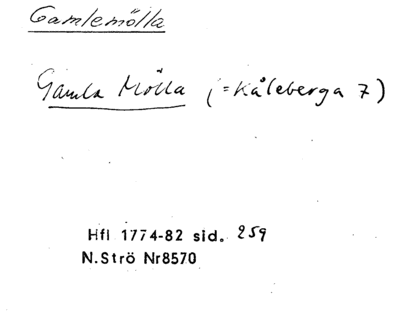 Gamlemölla
Gamla Mölla (=Kåleberga 7)
Hfl 1774-82 sid. 259
N.Strö Nr8570